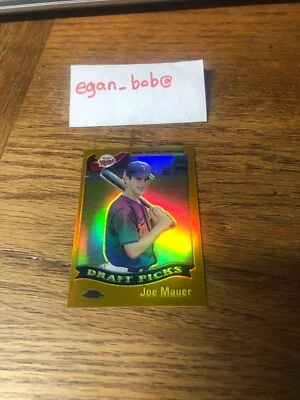 egan_bob@
DRAFT PICKS
Joe Mauer